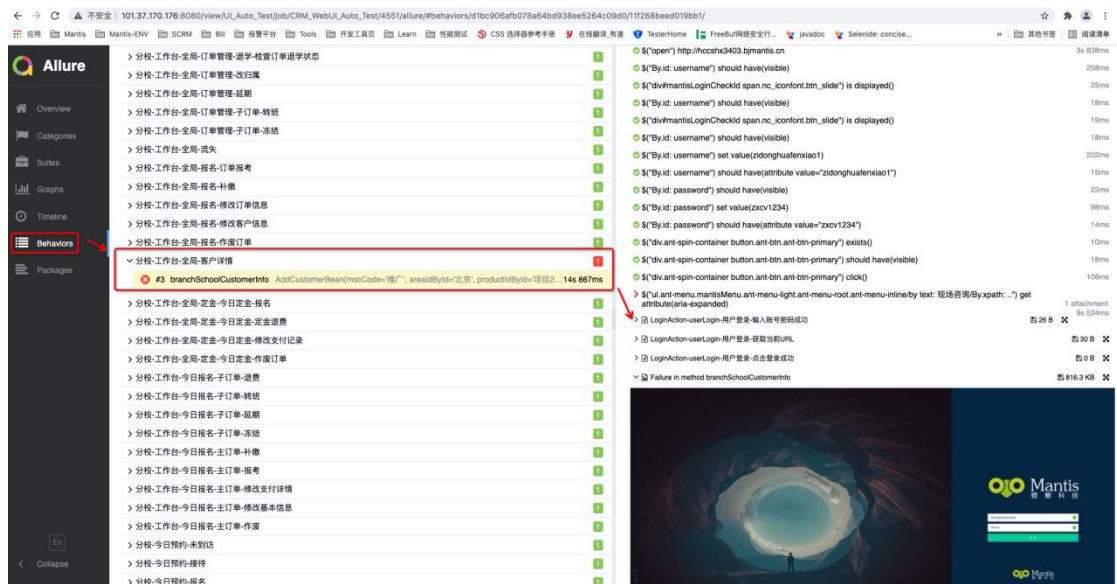 不安全 | 101.37.170.176:8080/view/UI_Auto_Test/job/CRM_WebUI_Auto_Test/4551/allure/#behaviors/d1bc906afb078a64bd938ee5264c09d0/11f268beed019bb1/
应用 Mantis Mantis-ENV SCRM Bili 报警平台 Tools 开发工具页 Learn 性能测试 CSS 选择器参考手册 在线翻译_有道 TesterHome FreeBuf网络安全行... javadoc Selenide: concise... » 其他书签 阅读清单
Allure
Overview
Categories
Suites
Graphs
Timeline
Behaviors
Packages
En
Collapse
分校-工作台-全局-订单管理-退学-检查订单退学状态 1
分校-工作台-全局-订单管理-改归属 1
分校-工作台-全局-订单管理-延期 1
分校-工作台-全局-订单管理-子订单-转班 1
分校-工作台-全局-订单管理-子订单-冻结 1
分校-工作台-全局-流失 1
分校-工作台-全局-报名-订单报考 1
分校-工作台-全局-报名-补缴 1
分校-工作台-全局-报名-修改订单信息 1
分校-工作台-全局-报名-修改客户信息 1
分校-工作台-全局-报名-作废订单 1
分校-工作台-全局-客户详情 1
#3 branchSchoolCustomerInfo AddCustomerBean(mscCode='推广', areaIdById='北京', productIdById='项目2... 14s 867ms
分校-工作台-全局-定金-今日定金-报名 1
分校-工作台-全局-定金-今日定金-定金退费 1
分校-工作台-全局-定金-今日定金-修改支付记录 1
分校-工作台-全局-定金-今日定金-作废订单 1
分校-工作台-今日报名-子订单-退费 1
分校-工作台-今日报名-子订单-转班 1
分校-工作台-今日报名-子订单-延期 1
分校-工作台-今日报名-子订单-冻结 1
分校-工作台-今日报名-主订单-补缴 1
分校-工作台-今日报名-主订单-报考 1
分校-工作台-今日报名-主订单-修改支付详情 1
分校-工作台-今日报名-主订单-修改基本信息 1
分校-工作台-今日报名-主订单-作废 1
分校-今日预约-未到访 1
分校-今日预约-接待 1
分校-今日预约-报名
$("open") http://hccshx3403.bjmantis.cn 3s 838ms
$("By.id: username") should have(visible) 258ms
$("div#mantisLoginCheckId span.nc_iconfont.btn_slide") is displayed() 25ms
$("By.id: username") should have(visible) 18ms
$("div#mantisLoginCheckId span.nc_iconfont.btn_slide") is displayed() 19ms
$("By.id: username") should have(visible) 18ms
$("By.id: username") set value(zidonghuafenxiao1) 202ms
$("By.id: username") should have(attribute value="zidonghuafenxiao1") 15ms
$("By.id: password") should have(visible) 22ms
$("By.id: password") set value(zxcv1234) 98ms
$("By.id: password") should have(attribute value="zxcv1234") 14ms
$("div.ant-spin-container button.ant-btn.ant-btn-primary") exists() 10ms
$("div.ant-spin-container button.ant-btn.ant-btn-primary") should have(visible) 18ms
$("div.ant-spin-container button.ant-btn.ant-btn-primary") click() 106ms
$("ul.ant-menu.mantisMenu.ant-menu-light.ant-menu-root.ant-menu-inline/by text: 现场咨询/By.xpath: ..") get
attribute(aria-expanded) 1 attachment
9s 534ms
LoginAction-userLogin-用户登录-输入账号密码成功 26 B
LoginAction-userLogin-用户登录-获取当前URL 30 B
LoginAction-userLogin-用户登录-点击登录成功 0 B
Failure in method branchSchoolCustomerInfo 816.3 KB
Mantis
螳螂科技
Mantis